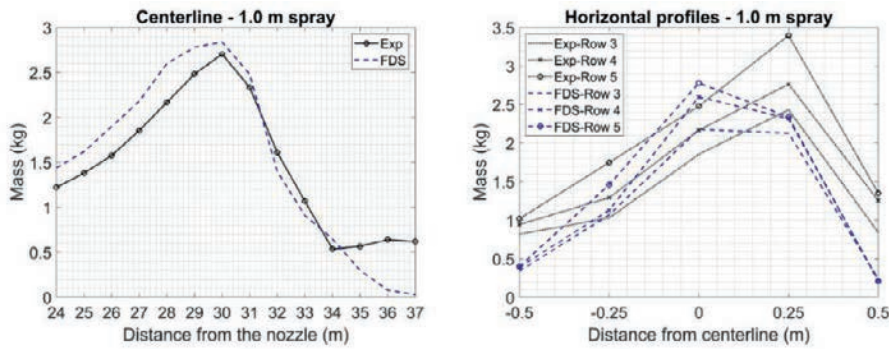 Centerline - 1.0 m spray
3
2.5
2
1.5
1
0.5
0
Mass (kg)
Exp
FDS
24 25 26 27 28 29 30 31 32 33 34 35 36 37
Distance from the nozzle (m)
Horizontal profiles - 1.0 m spray
3.5
3
2.5
2
1.5
1
0.5
0
Mass (kg)
Exp-Row 3
Exp-Row 4
Exp-Row 5
FDS-Row 3
FDS-Row 4
FDS-Row 5
-0.5 -0.25 0 0.25 0.5
Distance from centerline (m)